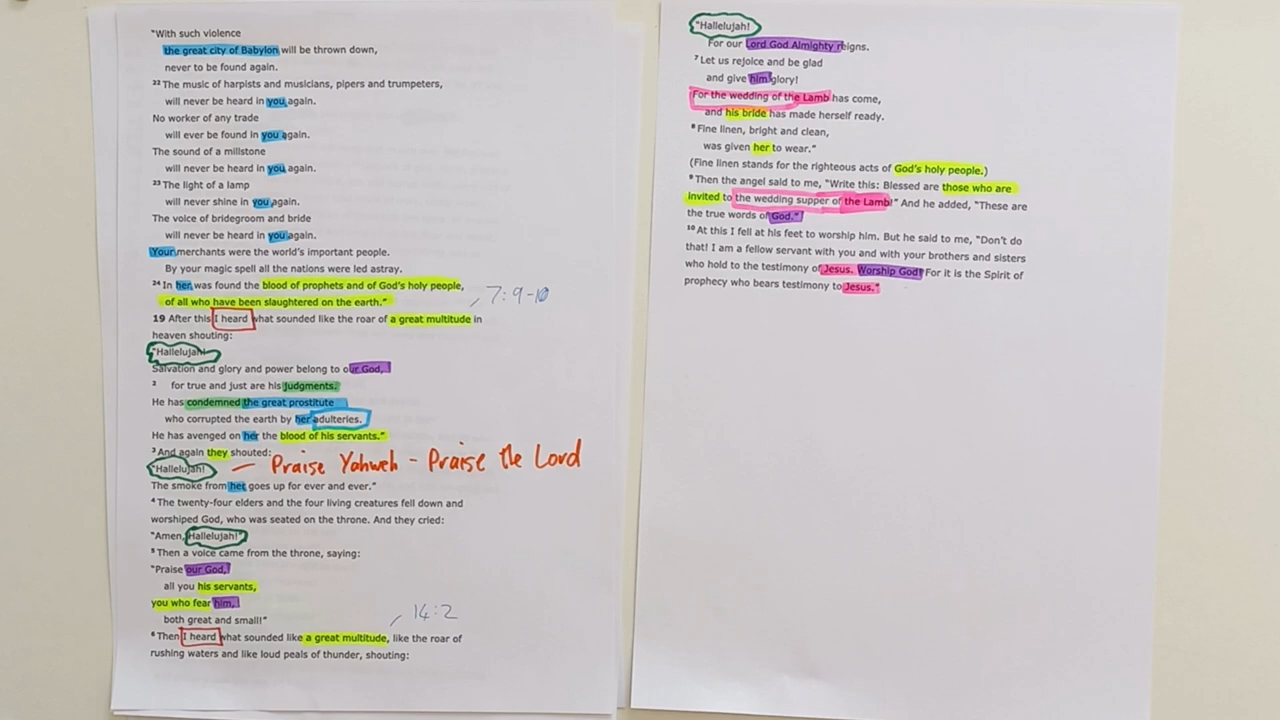 "With such violence
the great city of Babylon will be thrown down,
never to be found again.
22 The music of harpists and musicians, pipers and trumpeters,
will never be heard in you again.
No worker of any trade
will ever be found in you again.
The sound of a millstone
will never be heard in you again.
23 The light of a lamp
will never shine in you again.
The voice of bridegroom and bride
will never be heard in you again.
Your merchants were the world's important people.
By your magic spell all the nations were led astray.
24 In her was found the blood of prophets and of God's holy people,
of all who have been slaughtered on the earth."
7:9-10
19 After this I heard what sounded like the roar of a great multitude in
heaven shouting:
"Hallelujah!
Salvation and glory and power belong to our God,
2 for true and just are his judgments.
He has condemned the great prostitute
who corrupted the earth by her adulteries.
He has avenged on her the blood of his servants."
3 And again they shouted:
"Hallelujah! – Praise Yahweh - Praise the Lord
The smoke from her goes up for ever and ever."
4 The twenty-four elders and the four living creatures fell down and
worshiped God, who was seated on the throne. And they cried:
"Amen, Hallelujah!"
5 Then a voice came from the throne, saying:
"Praise our God,
all you his servants,
you who fear him,
both great and small!"
14:2
6 Then I heard what sounded like a great multitude, like the roar of
rushing waters and like loud peals of thunder, shouting:
"Hallelujah!
For our Lord God Almighty reigns.
7 Let us rejoice and be glad
and give him glory!
For the wedding of the Lamb has come,
and his bride has made herself ready.
8 Fine linen, bright and clean,
was given her to wear."
(Fine linen stands for the righteous acts of God's holy people.)
9 Then the angel said to me, "Write this: Blessed are those who are
invited to the wedding supper of the Lamb!" And he added, "These are
the true words of God."
10 At this I fell at his feet to worship him. But he said to me, "Don't do
that! I am a fellow servant with you and with your brothers and sisters
who hold to the testimony of Jesus. Worship God! For it is the Spirit of
prophecy who bears testimony to Jesus."